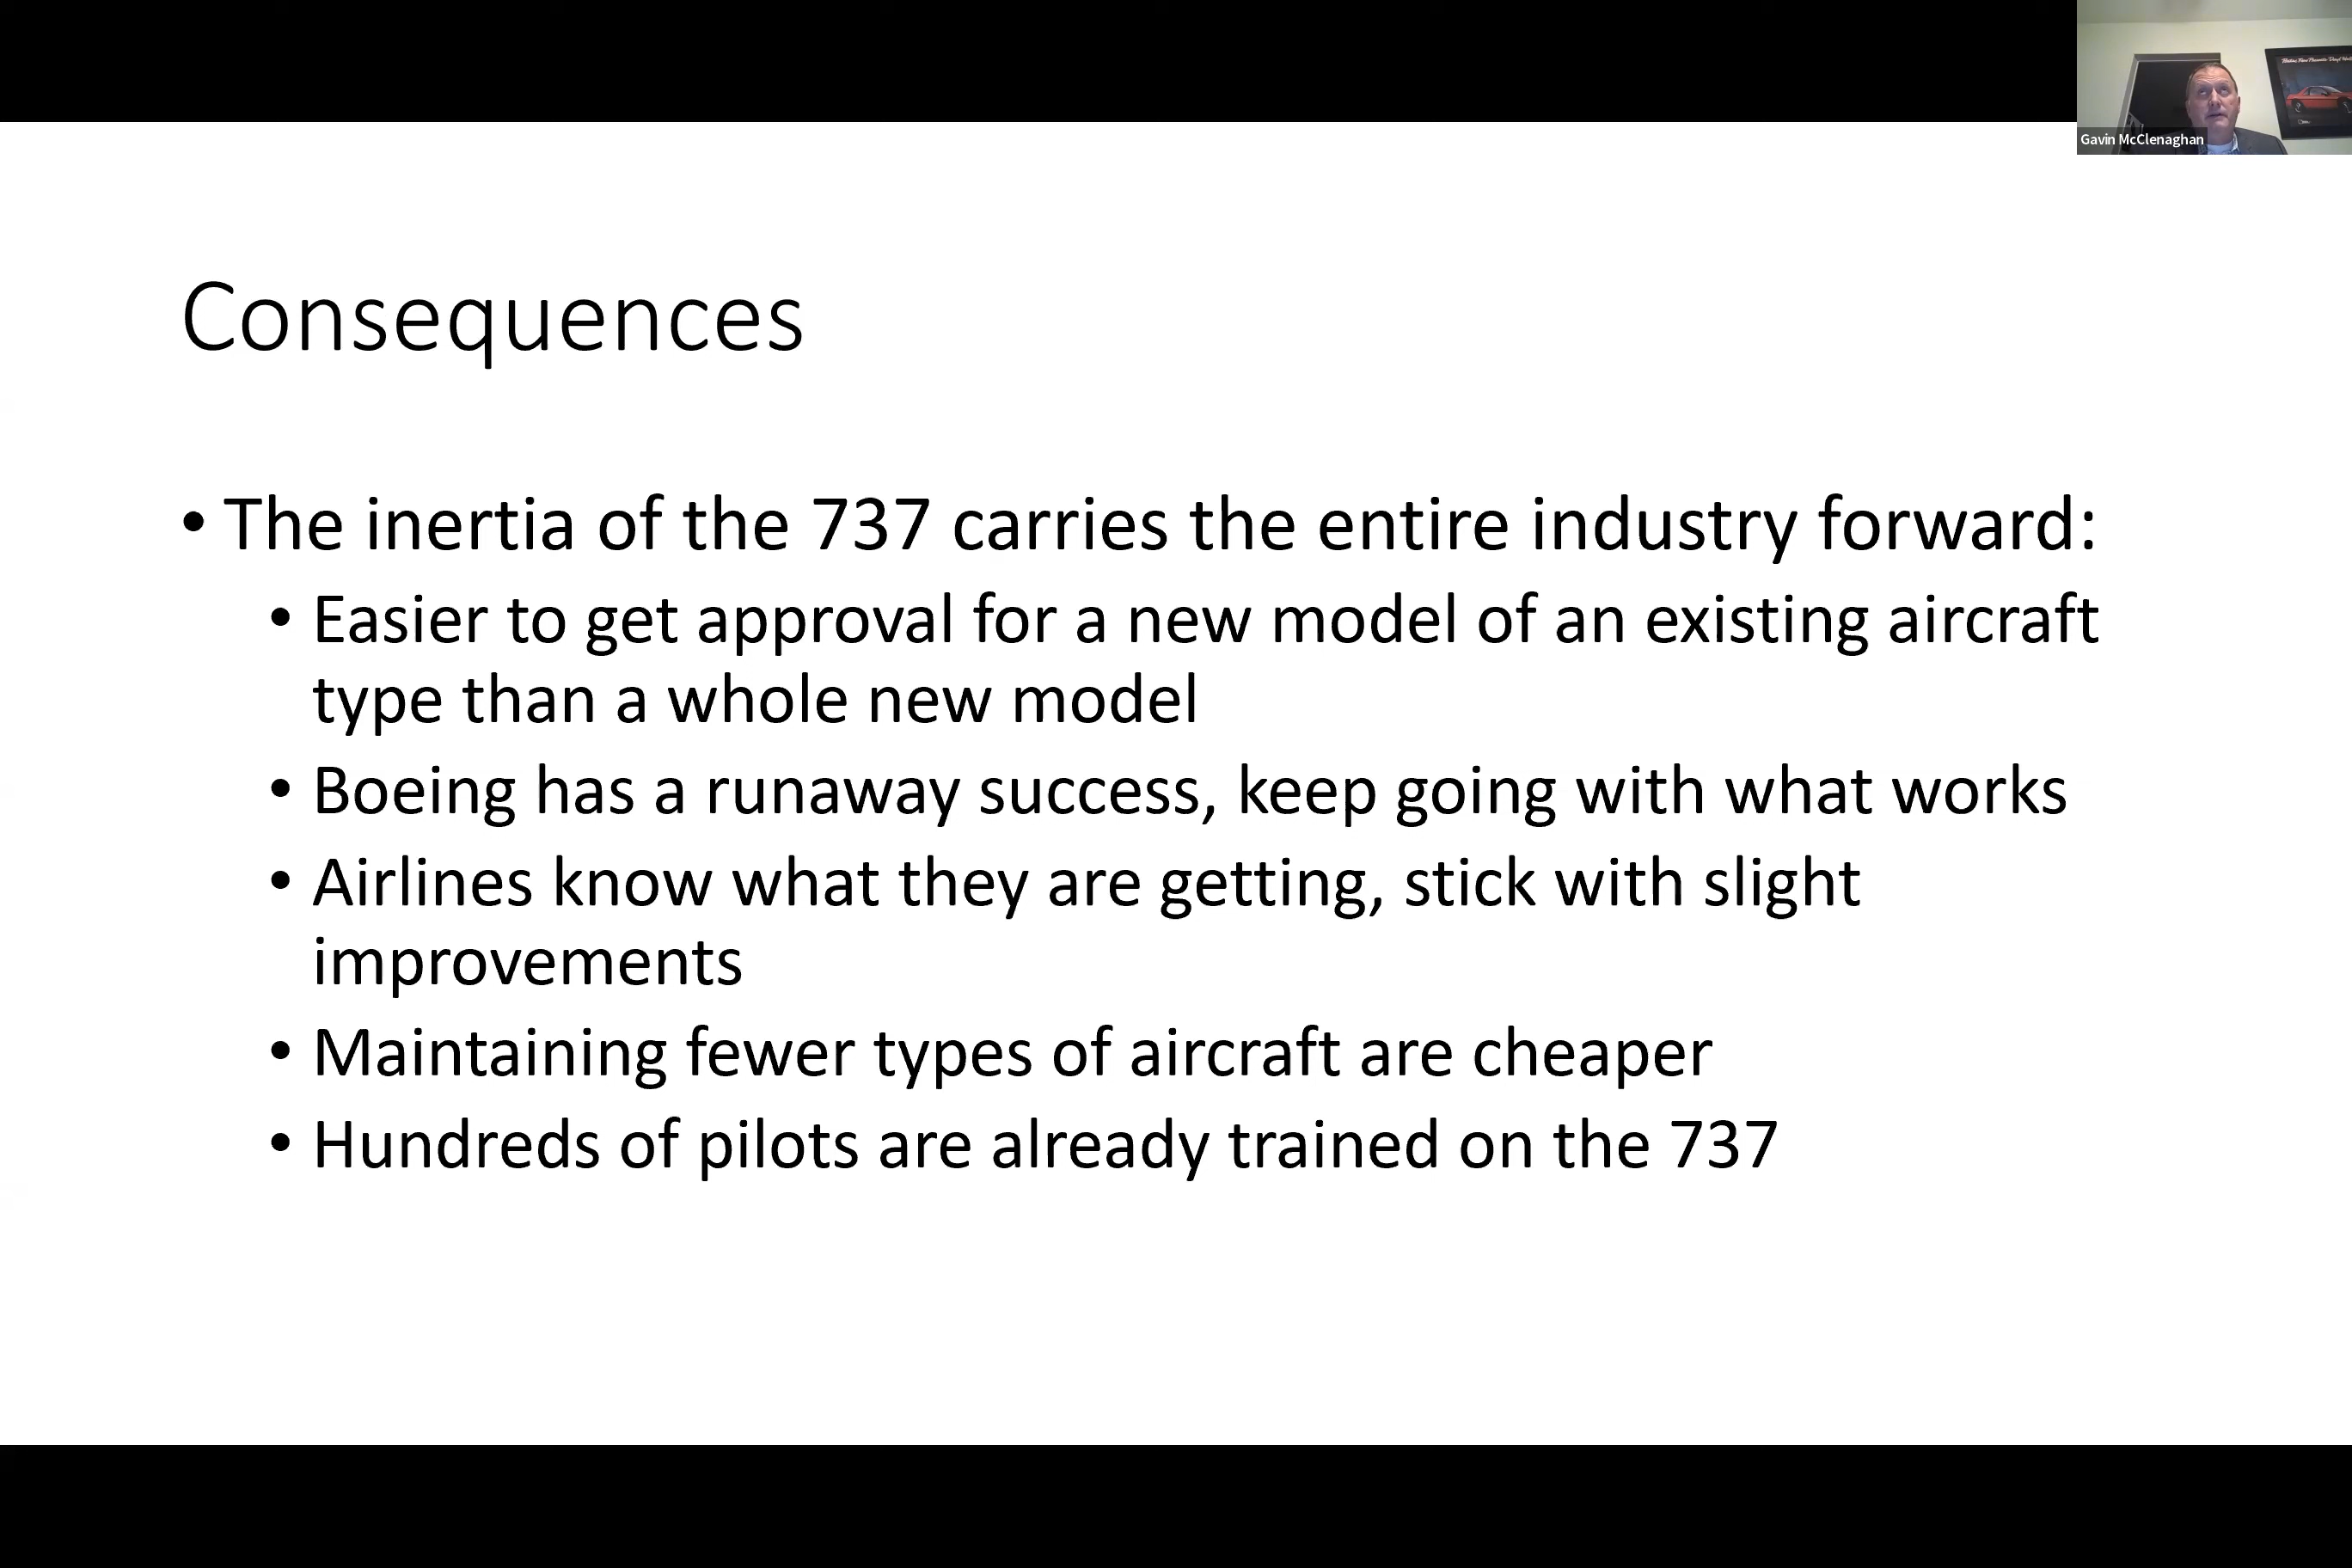 Gavin McClenaghan
Consequences
• The inertia of the 737 carries the entire industry forward:
• Easier to get approval for a new model of an existing aircraft
type than a whole new model
• Boeing has a runaway success, keep going with what works
• Airlines know what they are getting, stick with slight
improvements
• Maintaining fewer types of aircraft are cheaper
• Hundreds of pilots are already trained on the 737